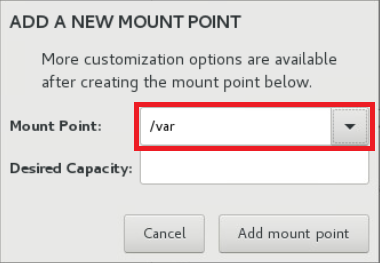 ADD A NEW MOUNT POINT
More customization options are available
after creating the mount point below.
Mount Point: /var
Desired Capacity:
Cancel Add mount point